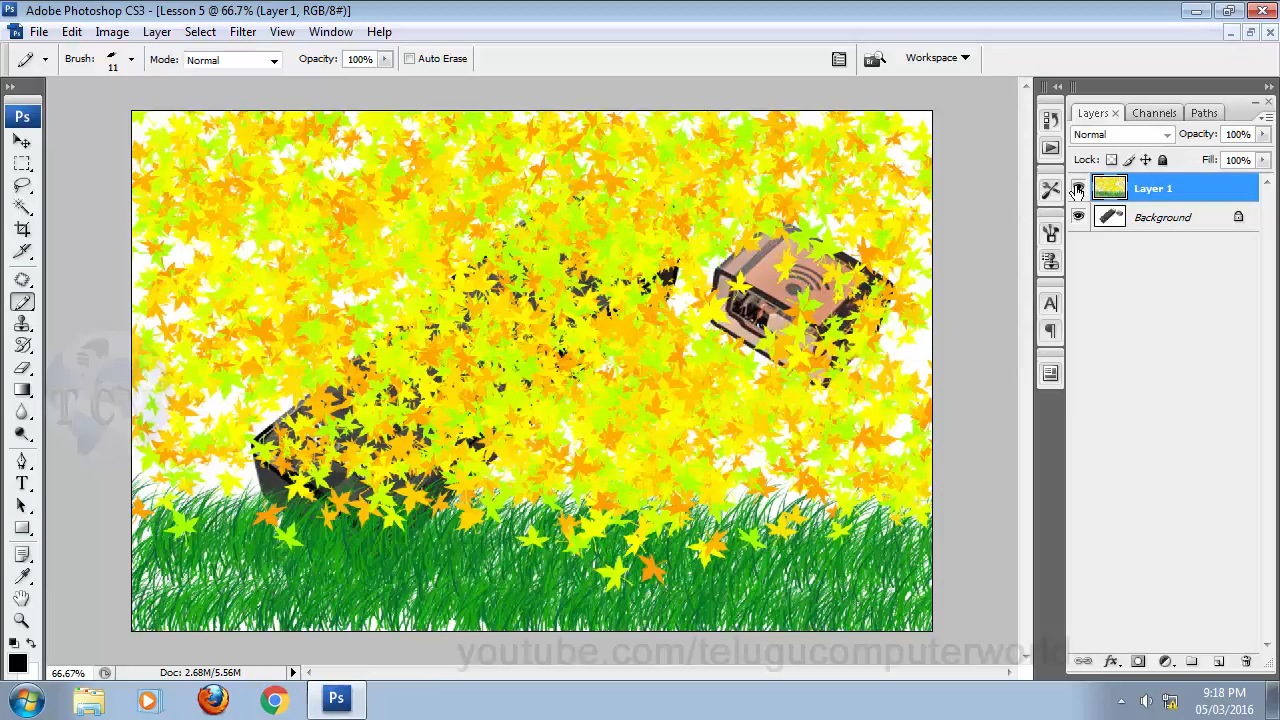 Adobe Photoshop CS3 - [Lesson 5 @ 66.7% (Layer 1, RGB/8#)]
File Edit Image Layer Select Filter View Window Help
Brush: 11 Mode: Normal Opacity: 100% Auto Erase Workspace
Ps
Layers Channels Paths
Normal Opacity: 100%
Lock: Fill: 100%
Layer 1
Background
TCW
youtube.com/telugucomputerworld
66.67% Doc: 2.68M/5.56M
Ps
9:18 PM
05/03/2016